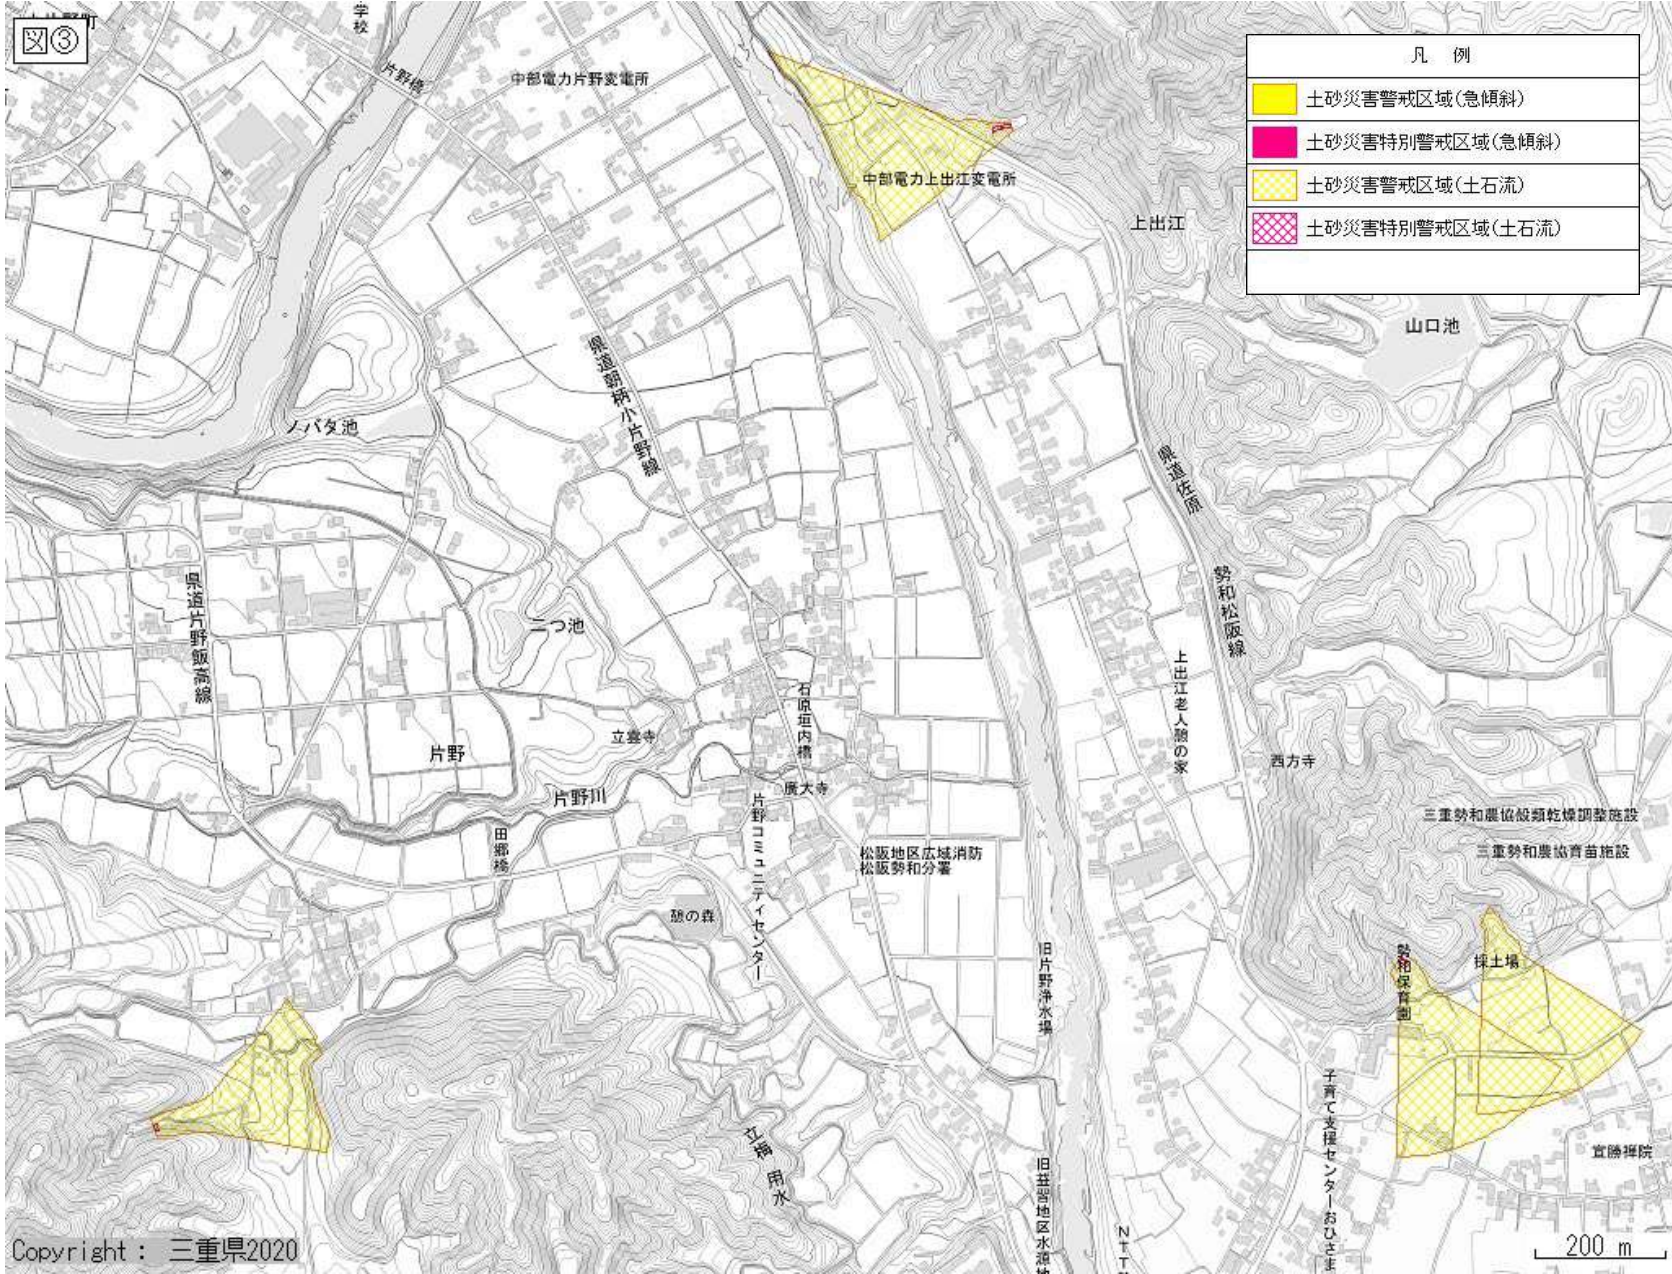 図③
学校
片野橋
中部電力片野変電所
凡 例
土砂災害警戒区域(急傾斜)
土砂災害特別警戒区域(急傾斜)
土砂災害警戒区域(土石流)
土砂災害特別警戒区域(土石流)
中部電力上出江変電所
上出江
山口池
県道朝柄小片野線
ノバタ池
県道佐原
勢和松阪線
県道片野飯高線
二つ池
上出江老人憩の家
石原垣内橋
立雲寺
片野
西方寺
片野川
廣大寺
片野コミュニティセンター
三重勢和農協穀類乾燥調整施設
田郷橋
松阪地区広域消防
松阪勢和分署
三重勢和農協育苗施設
憩の森
旧片野浄水場
勢和保育園
採土場
子育て支援センターおひさま
立梅用水
旧益習地区水源地
宜勝禅院
NTT
Copyright : 三重県2020
200 m